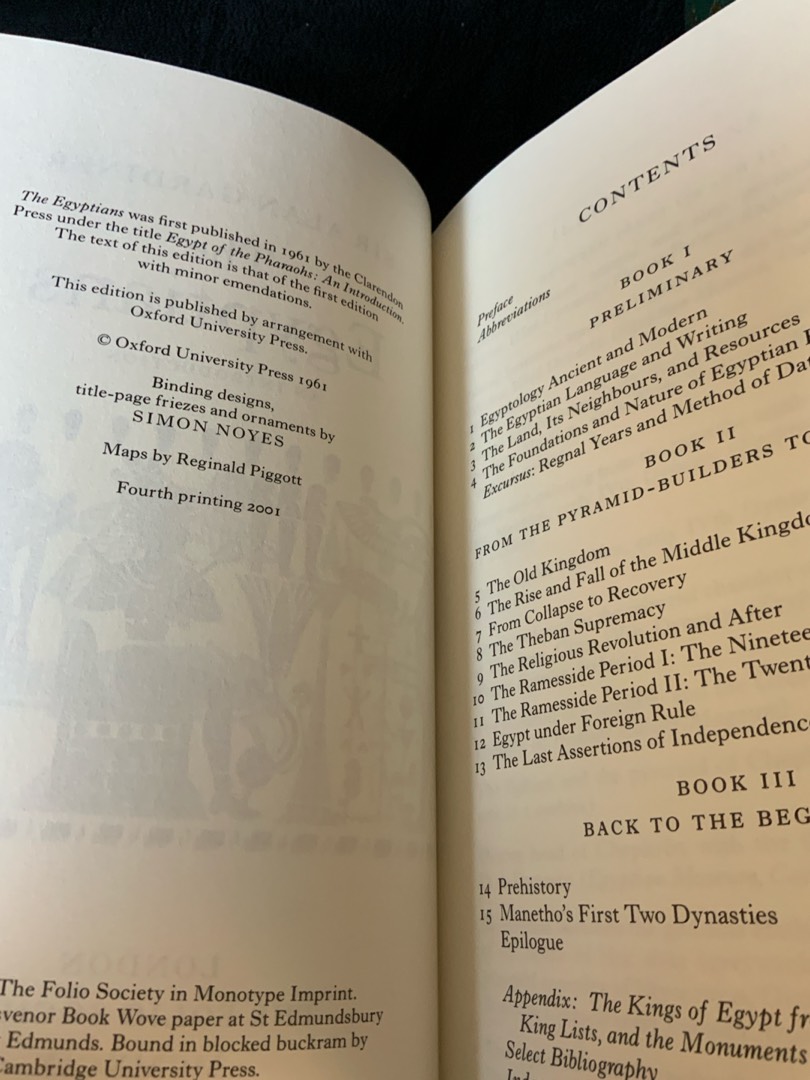 The Egyptians was first published in 1961 by the Clarendon
Press under the title Egypt of the Pharaohs: An Introduction.
The text of this edition is that of the first edition
with minor emendations.
This edition is published by arrangement with
Oxford University Press.
© Oxford University Press 1961
Binding designs,
title-page friezes and ornaments by
SIMON NOYES
Maps by Reginald Piggott
Fourth printing 2001
LONDON
The Folio Society in Monotype Imprint.
Book Wove paper at St Edmundsbury
Edmunds. Bound in blocked buckram by
Cambridge University Press.
CONTENTS
Preface
Abbreviations
BOOK I
PRELIMINARY
1 Egyptology Ancient and Modern
2 The Egyptian Language and Writing
3 The Land, Its Neighbours, and Resources
4 The Foundations and Nature of Egyptian
Excursus: Regnal Years and Method of
BOOK II
FROM THE PYRAMID-BUILDERS TO
5 The Old Kingdom
6 The Rise and Fall of the Middle
7 From Collapse to Recovery
8 The Theban Supremacy
9 The Religious Revolution and After
10 The Ramesside Period I: The
11 The Ramesside Period II: The
12 Egypt under Foreign Rule
13 The Last Assertions of
BOOK III
BACK TO THE
14 Prehistory
15 Manetho's First Two Dynasties
Epilogue
Appendix: The Kings of Egypt
King Lists, and the Monuments
Select Bibliography